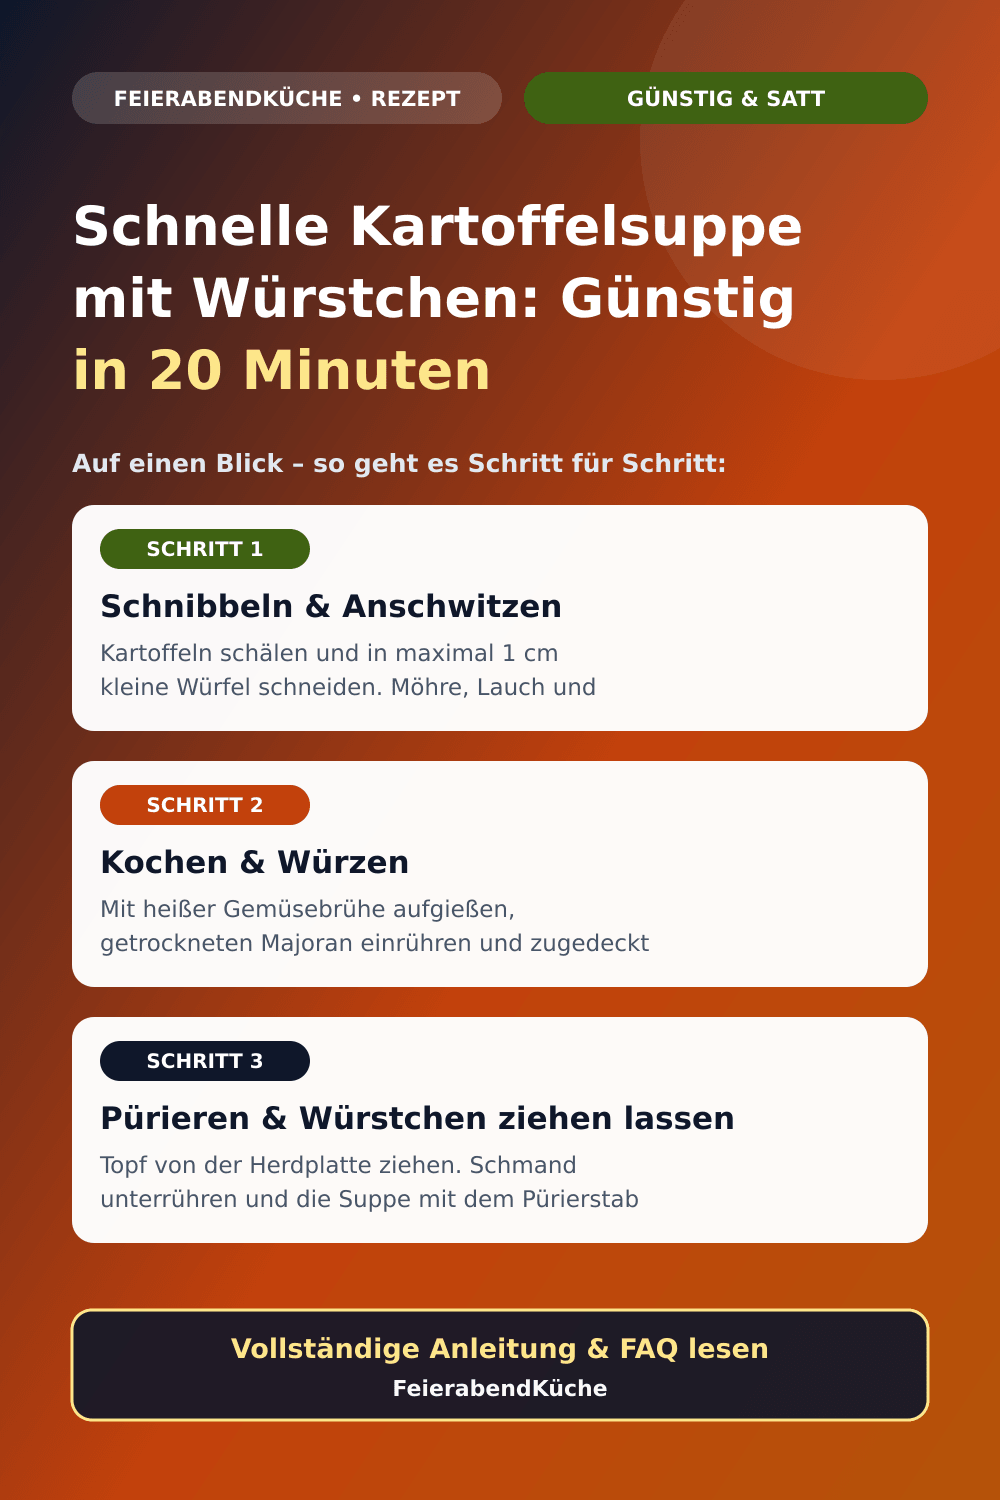 FEIERABENDKÜCHE • REZEPT
GÜNSTIG & SATT
Schnelle Kartoffelsuppe
mit Würstchen: Günstig
in 20 Minuten
Auf einen Blick – so geht es Schritt für Schritt:
SCHRITT 1
Schnibbeln & Anschwitzen
Kartoffeln schälen und in maximal 1 cm
kleine Würfel schneiden. Möhre, Lauch und
SCHRITT 2
Kochen & Würzen
Mit heißer Gemüsebrühe aufgießen,
getrockneten Majoran einrühren und zugedeckt
SCHRITT 3
Pürieren & Würstchen ziehen lassen
Topf von der Herdplatte ziehen. Schmand
unterrühren und die Suppe mit dem Pürierstab
Vollständige Anleitung & FAQ lesen
FeierabendKüche